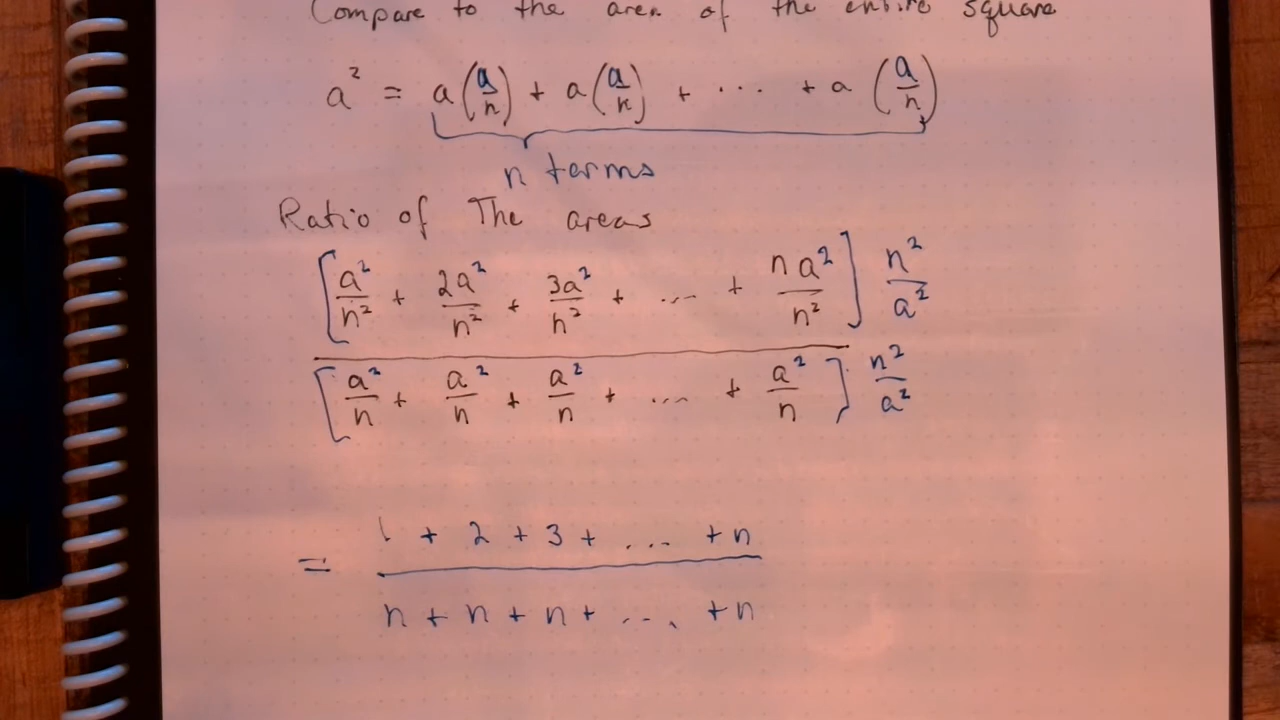 Compare to the area of the entire square
a² = a(a/n) + a(a/n) + ... + a(a/n)
n terms
Ratio of The areas
[a²/n² + 2a²/n² + 3a²/n² + ... + na²/n²] n²/a²
[a²/n + a²/n + a²/n + ... + a²/n] n²/a²
= 1 + 2 + 3 + ... + n
n + n + n + ... + n